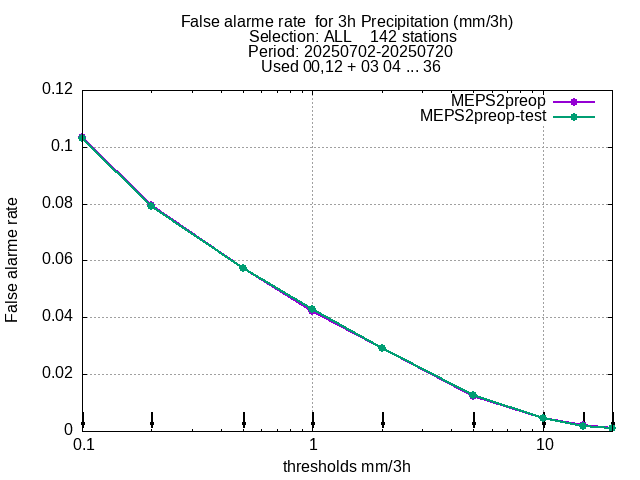 False alarme rate  for 3h Precipitation (mm/3h)
Selection: ALL    142 stations
Period: 20250702-20250720
Used 00,12 + 03 04 ... 36
MEPS2preop
MEPS2preop-test
0.12
0.1
0.08
0.06
0.04
0.02
0
False alarme rate
0.1 1 10
thresholds mm/3h